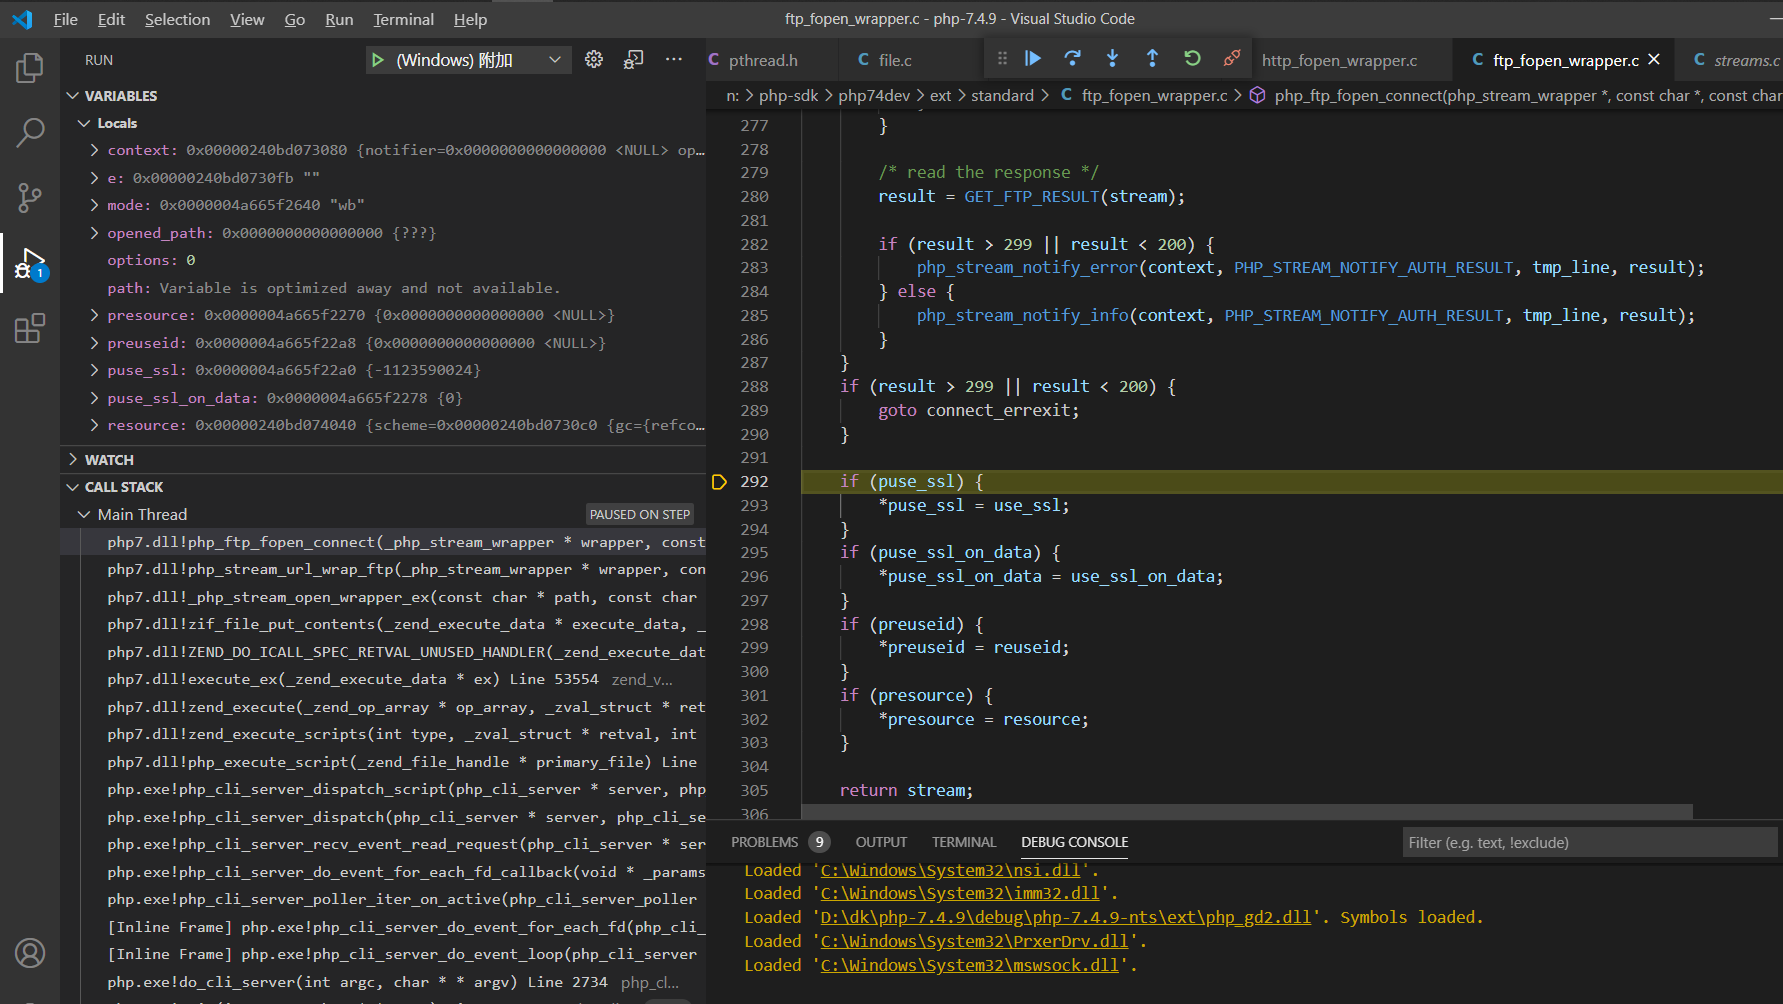 File Edit Selection View Go Run Terminal Help
ftp_fopen_wrapper.c - php-7.4.9 - Visual Studio Code
RUN
(Windows) 附加
VARIABLES
Locals
context: 0x00000240bd073080 {notifier=0x0000000000000000 <NULL> op…
e: 0x00000240bd0730fb ""
mode: 0x0000004a665f2640 "wb"
opened_path: 0x0000000000000000 {???}
options: 0
path: Variable is optimized away and not available.
presource: 0x0000004a665f2270 {0x0000000000000000 <NULL>}
preuseid: 0x0000004a665f22a8 {0x0000000000000000 <NULL>}
puse_ssl: 0x0000004a665f22a0 {-1123590024}
puse_ssl_on_data: 0x0000004a665f2278 {0}
resource: 0x00000240bd074040 {scheme=0x00000240bd0730c0 {gc={refco…
WATCH
CALL STACK
Main Thread
PAUSED ON STEP
php7.dll!php_ftp_fopen_connect(_php_stream_wrapper * wrapper, const
php7.dll!php_stream_url_wrap_ftp(_php_stream_wrapper * wrapper, con
php7.dll!_php_stream_open_wrapper_ex(const char * path, const char
php7.dll!zif_file_put_contents(_zend_execute_data * execute_data, _
php7.dll!ZEND_DO_ICALL_SPEC_RETVAL_UNUSED_HANDLER(_zend_execute_dat
php7.dll!execute_ex(_zend_execute_data * ex) Line 53554 zend_v...
php7.dll!zend_execute(_zend_op_array * op_array, _zval_struct * ret
php7.dll!zend_execute_scripts(int type, _zval_struct * retval, int
php7.dll!php_execute_script(_zend_file_handle * primary_file) Line
php.exe!php_cli_server_dispatch_script(php_cli_server * server, php
php.exe!php_cli_server_dispatch(php_cli_server * server, php_cli_se
php.exe!php_cli_server_recv_event_read_request(php_cli_server * ser
php.exe!php_cli_server_do_event_for_each_fd_callback(void * _params
php.exe!php_cli_server_poller_iter_on_active(php_cli_server_poller
[Inline Frame] php.exe!php_cli_server_do_event_for_each_fd(php_cli_
[Inline Frame] php.exe!php_cli_server_do_event_loop(php_cli_server
php.exe!do_cli_server(int argc, char * * argv) Line 2734 php_cl...
1
C pthread.h
C file.c
http_fopen_wrapper.c
C ftp_fopen_wrapper.c
C streams.c
n: > php-sdk > php74dev > ext > standard > C ftp_fopen_wrapper.c > php_ftp_fopen_connect(php_stream_wrapper *, const char *, const char
277 }
278
279 /* read the response */
280 result = GET_FTP_RESULT(stream);
281
282 if (result > 299 || result < 200) {
283 php_stream_notify_error(context, PHP_STREAM_NOTIFY_AUTH_RESULT, tmp_line, result);
284 } else {
285 php_stream_notify_info(context, PHP_STREAM_NOTIFY_AUTH_RESULT, tmp_line, result);
286 }
287 }
288 if (result > 299 || result < 200) {
289 goto connect_errexit;
290 }
291
292 if (puse_ssl) {
293 *puse_ssl = use_ssl;
294 }
295 if (puse_ssl_on_data) {
296 *puse_ssl_on_data = use_ssl_on_data;
297 }
298 if (preuseid) {
299 *preuseid = reuseid;
300 }
301 if (presource) {
302 *presource = resource;
303 }
304
305 return stream;
306
PROBLEMS 9 OUTPUT TERMINAL DEBUG CONSOLE
Filter (e.g. text, !exclude)
Loaded 'C:\Windows\System32\nsi.dll'.
Loaded 'C:\Windows\System32\imm32.dll'.
Loaded 'D:\dk\php-7.4.9\debug\php-7.4.9-nts\ext\php_gd2.dll'. Symbols loaded.
Loaded 'C:\Windows\System32\PrxerDrv.dll'.
Loaded 'C:\Windows\System32\mswsock.dll'.